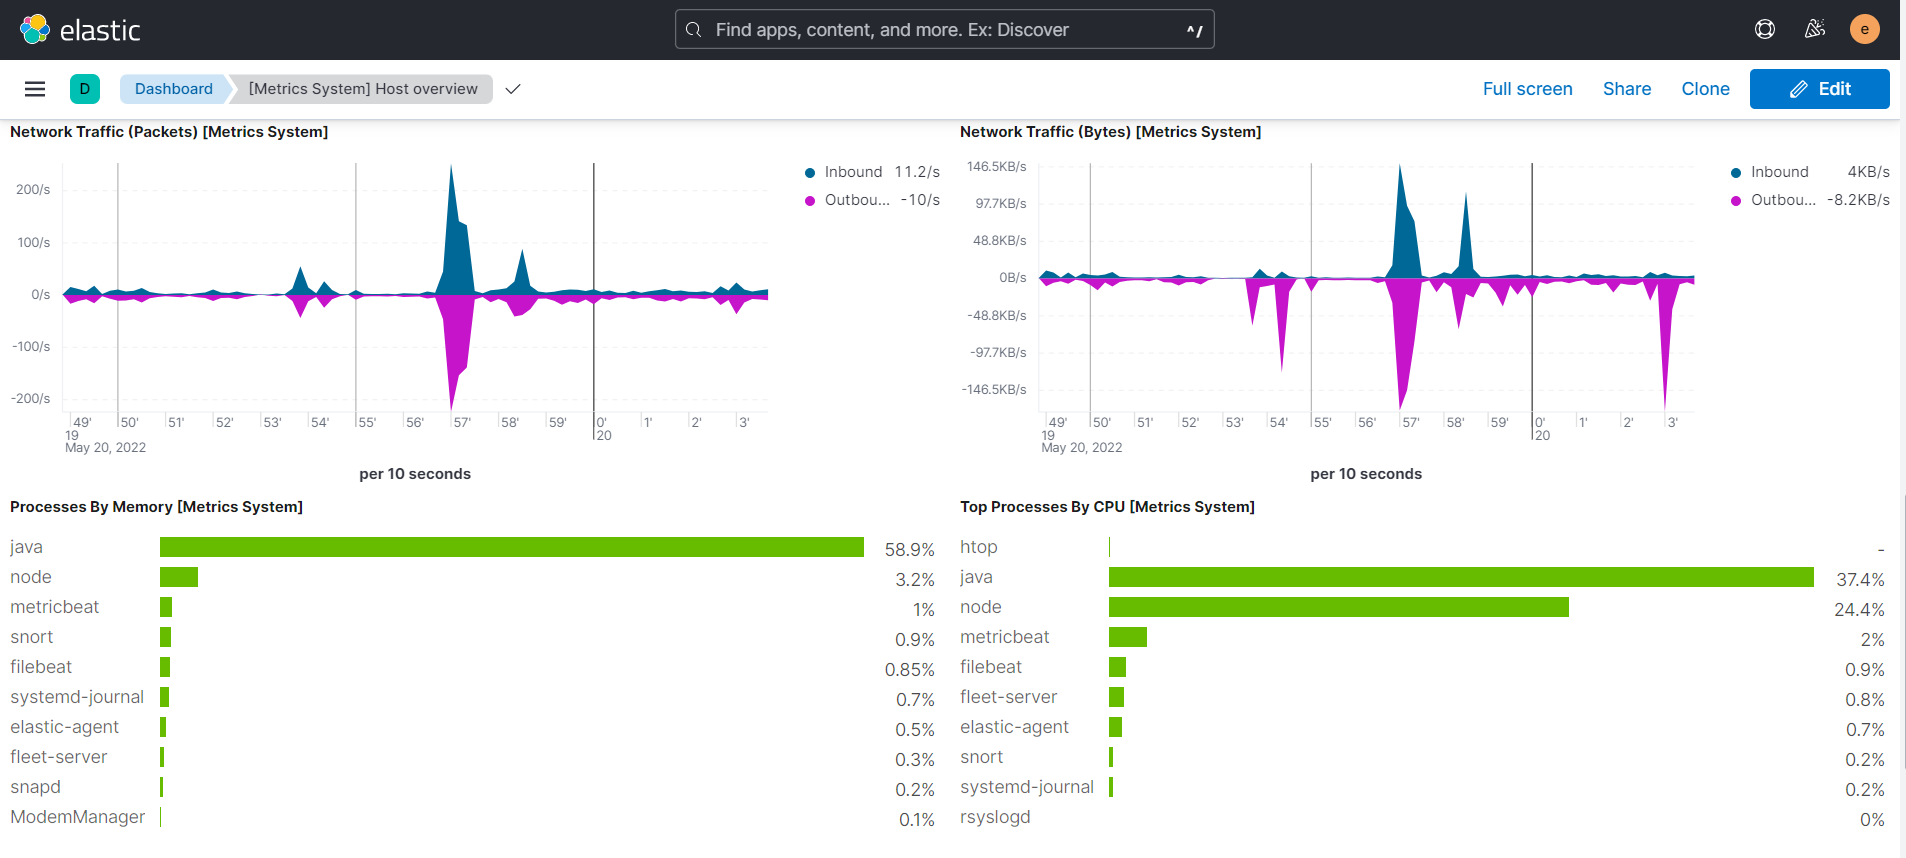 elastic
Find apps, content, and more. Ex: Discover ^/
e
D
Dashboard
[Metrics System] Host overview
Full screen
Share
Clone
Edit
Network Traffic (Packets) [Metrics System]
200/s
100/s
0/s
-100/s
-200/s
49' 50' 51' 52' 53' 54' 55' 56' 57' 58' 59' 0' 1' 2' 3'
19 20
May 20, 2022
per 10 seconds
Inbound 11.2/s
Outbou... -10/s
Network Traffic (Bytes) [Metrics System]
146.5KB/s
97.7KB/s
48.8KB/s
0B/s
-48.8KB/s
-97.7KB/s
-146.5KB/s
49' 50' 51' 52' 53' 54' 55' 56' 57' 58' 59' 0' 1' 2' 3'
19 20
May 20, 2022
per 10 seconds
Inbound 4KB/s
Outbou... -8.2KB/s
Processes By Memory [Metrics System]
java 58.9%
node 3.2%
metricbeat 1%
snort 0.9%
filebeat 0.85%
systemd-journal 0.7%
elastic-agent 0.5%
fleet-server 0.3%
snapd 0.2%
ModemManager 0.1%
Top Processes By CPU [Metrics System]
htop -
java 37.4%
node 24.4%
metricbeat 2%
filebeat 0.9%
fleet-server 0.8%
elastic-agent 0.7%
snort 0.2%
systemd-journal 0.2%
rsyslogd 0%